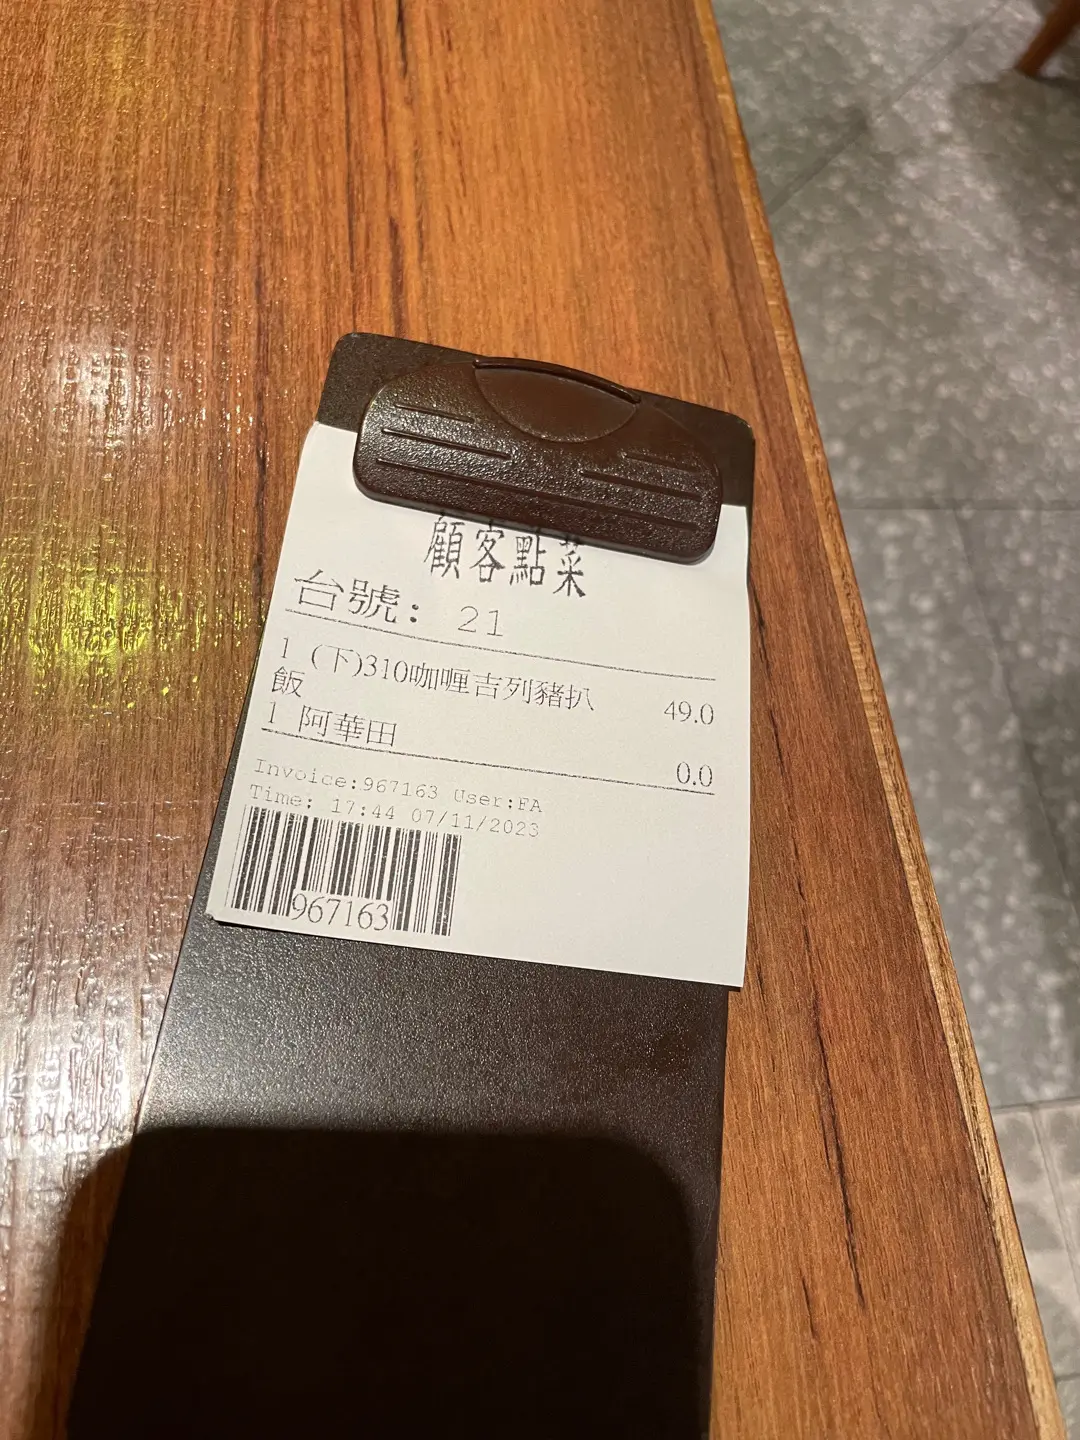 顧客點菜
台號: 21
1 (下)310咖喱吉列豬扒 49.0
飯
1 阿華田 0.0
Invoice:967163 User:FA
Time: 17:44 07/11/2023
967163